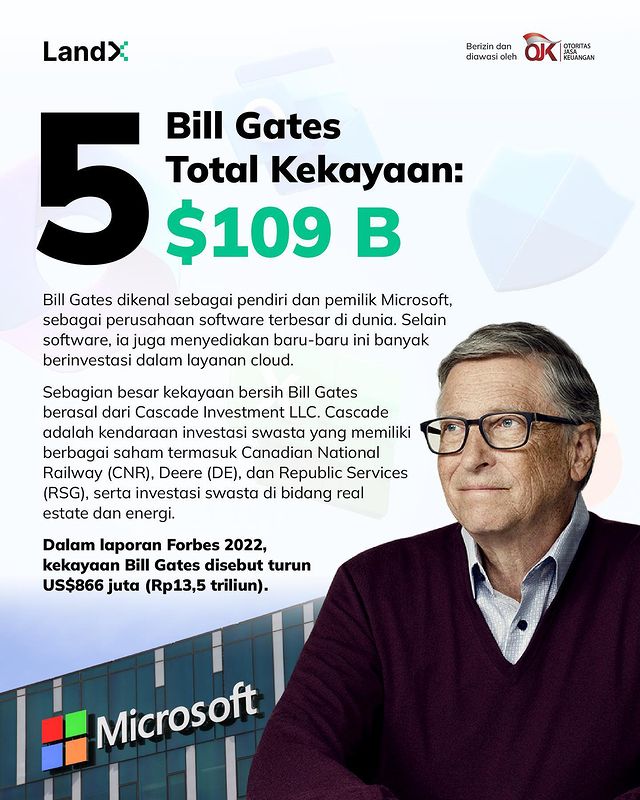 LandX
Berizin dan
diawasi oleh
OJK
OTORITAS
JASA
KEUANGAN
5
Bill Gates
Total Kekayaan:
$109 B
Bill Gates dikenal sebagai pendiri dan pemilik Microsoft,
sebagai perusahaan software terbesar di dunia. Selain
software, ia juga menyediakan baru-baru ini banyak
berinvestasi dalam layanan cloud.
Sebagian besar kekayaan bersih Bill Gates
berasal dari Cascade Investment LLC. Cascade
adalah kendaraan investasi swasta yang memiliki
berbagai saham termasuk Canadian National
Railway (CNR), Deere (DE), dan Republic Services
(RSG), serta investasi swasta di bidang real
estate dan energi.
Dalam laporan Forbes 2022,
kekayaan Bill Gates disebut turun
US$866 juta (Rp13,5 triliun).
Microsoft